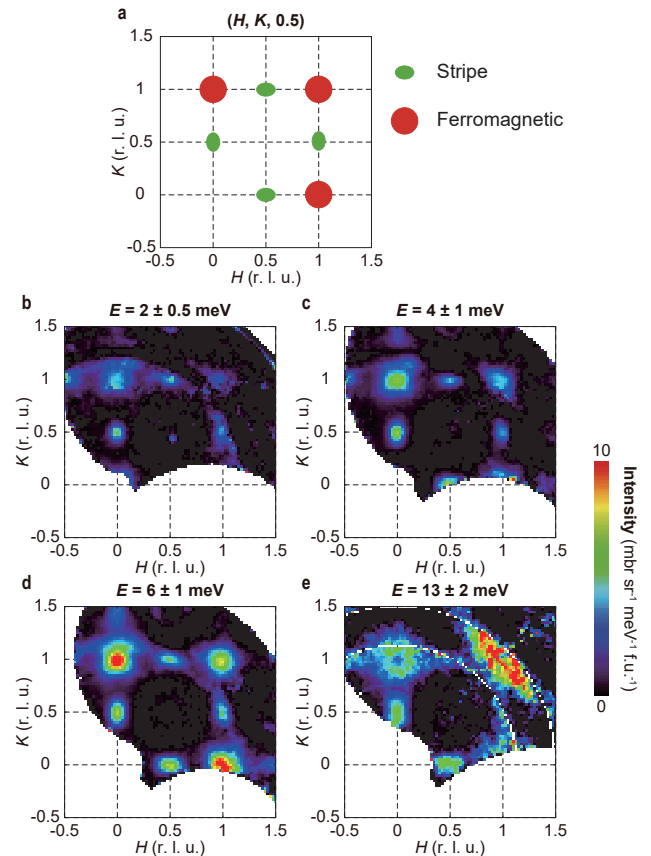 a
(H, K, 0.5)
1.5
1
0.5
0
-0.5
K (r. l. u.)
-0.5 0 0.5 1 1.5
H (r. l. u.)
Stripe
Ferromagnetic
b
E = 2 ± 0.5 meV
1.5
1
0.5
0
-0.5
K (r. l. u.)
-0.5 0 0.5 1 1.5
H (r. l. u.)
c
E = 4 ± 1 meV
1.5
1
0.5
0
-0.5
K (r. l. u.)
-0.5 0 0.5 1 1.5
H (r. l. u.)
d
E = 6 ± 1 meV
1.5
1
0.5
0
-0.5
K (r. l. u.)
-0.5 0 0.5 1 1.5
H (r. l. u.)
e
E = 13 ± 2 meV
1.5
1
0.5
0
-0.5
K (r. l. u.)
-0.5 0 0.5 1 1.5
H (r. l. u.)
10
0
Intensity (mbr sr⁻¹ meV⁻¹ f.u.⁻¹)